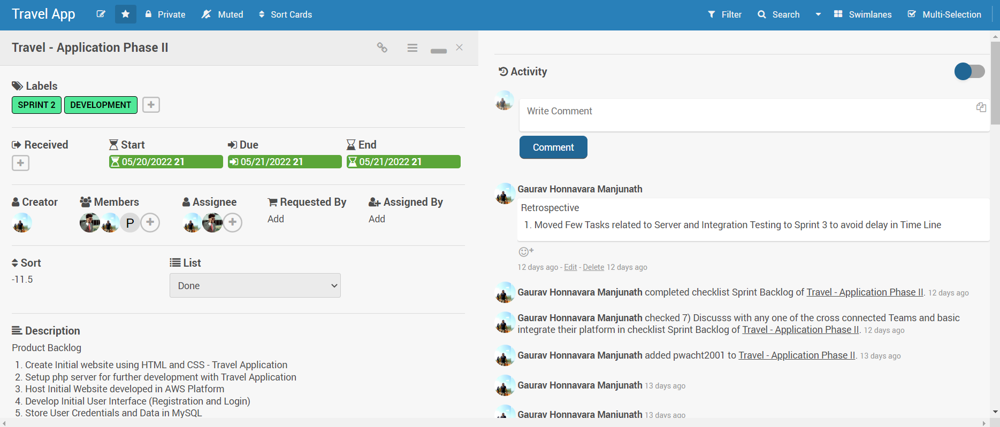 Travel App Private Muted Sort Cards Filter Search Swimlanes Multi-Selection
Travel - Application Phase II
Labels
SPRINT 2 DEVELOPMENT
Received Start Due End
05/20/2022 21 05/21/2022 21 05/21/2022 21
Creator Members Assignee Requested By Assigned By
P Add Add
Sort List
-11.5 Done
Description
Product Backlog
1. Create Initial website using HTML and CSS - Travel Application
2. Setup php server for further development with Travel Application
3. Host Initial Website developed in AWS Platform
4. Develop Initial User Interface (Registration and Login)
5. Store User Credentials and Data in MySQL
Activity
Write Comment
Comment
Gaurav Honnavara Manjunath
Retrospective
1. Moved Few Tasks related to Server and Integration Testing to Sprint 3 to avoid delay in Time Line
12 days ago - Edit - Delete 12 days ago
Gaurav Honnavara Manjunath completed checklist Sprint Backlog of Travel - Application Phase II. 12 days ago
Gaurav Honnavara Manjunath checked 7) Discusss with any one of the cross connected Teams and basic
integrate their platform in checklist Sprint Backlog of Travel - Application Phase II. 12 days ago
Gaurav Honnavara Manjunath added pwacht2001 to Travel - Application Phase II. 13 days ago
Gaurav Honnavara Manjunath 13 days ago
Gaurav Honnavara Manjunath 13 days ago